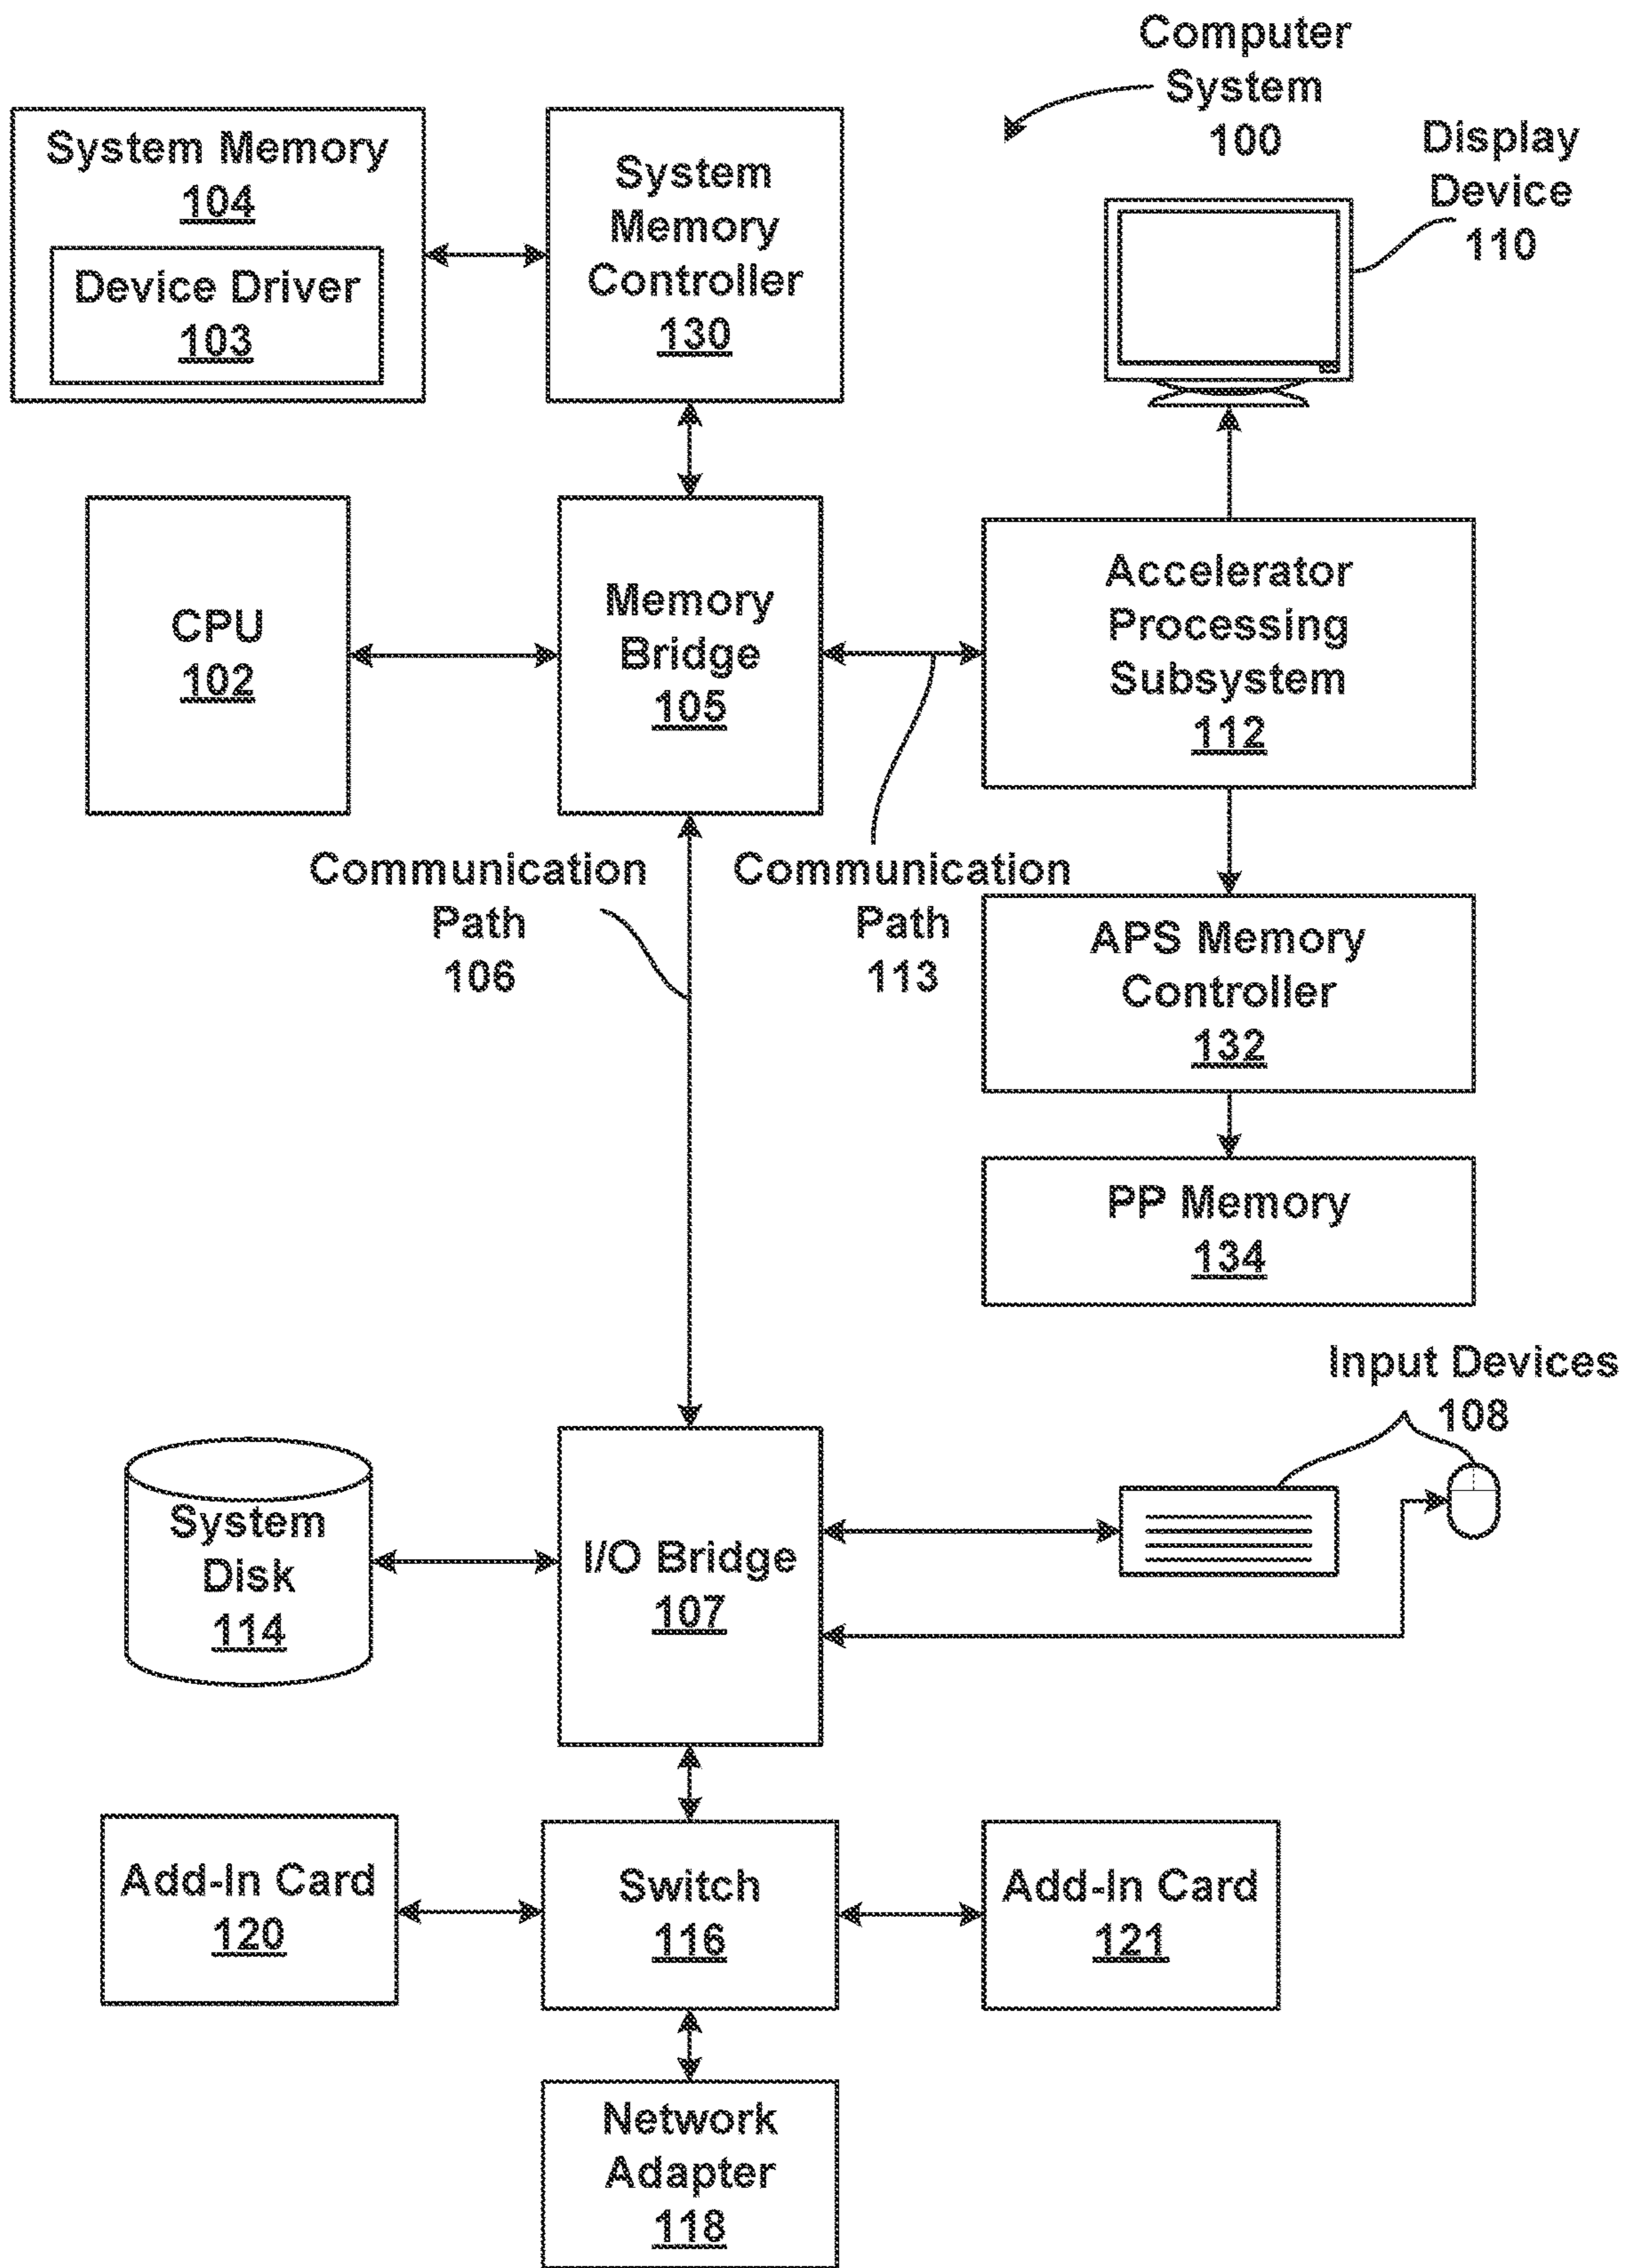 Computer
System
100
Display
Device
110
System Memory
104
Device Driver
103
System
Memory
Controller
130
CPU
102
Memory
Bridge
105
Accelerator
Processing
Subsystem
112
Communication
Path
106
Communication
Path
113
APS Memory
Controller
132
PP Memory
134
Input Devices
108
System
Disk
114
I/O Bridge
107
Add-In Card
120
Switch
116
Add-In Card
121
Network
Adapter
118